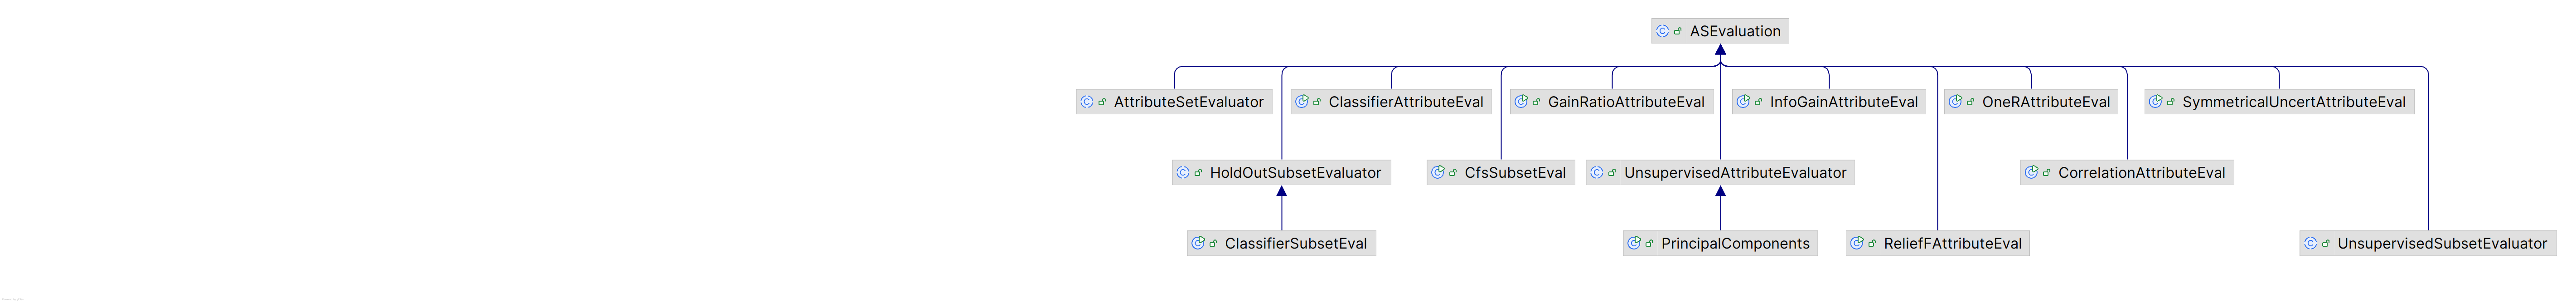 ASEvaluation
AttributeSetEvaluator
ClassifierAttributeEval
GainRatioAttributeEval
InfoGainAttributeEval
OneRAttributeEval
SymmetricalUncertAttributeEval
HoldOutSubsetEvaluator
CfsSubsetEval
UnsupervisedAttributeEvaluator
CorrelationAttributeEval
ClassifierSubsetEval
PrincipalComponents
ReliefFAttributeEval
UnsupervisedSubsetEvaluator